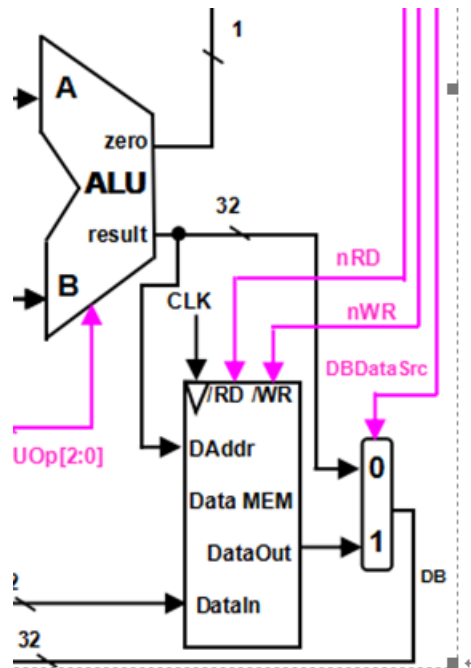 1
A
zero
ALU
32
result
nRD
B
CLK
nWR
DBDataSrc
/RD /WR
UOp[2:0]
DAddr
0
Data MEM
1
DataOut
DB
2
DataIn
32